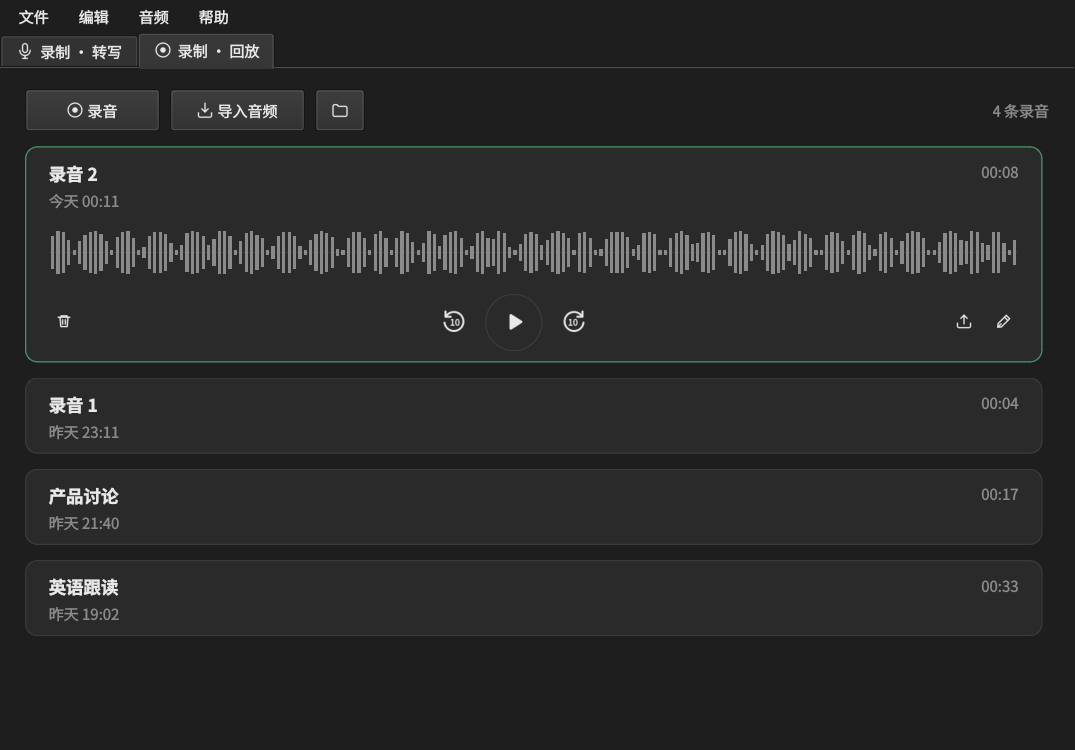 文件 编辑 音频 帮助
录制 · 转写 录制 · 回放
录音 导入音频 4 条录音
录音 2 00:08
今天 00:11
10 10
录音 1 00:04
昨天 23:11
产品讨论 00:17
昨天 21:40
英语跟读 00:33
昨天 19:02